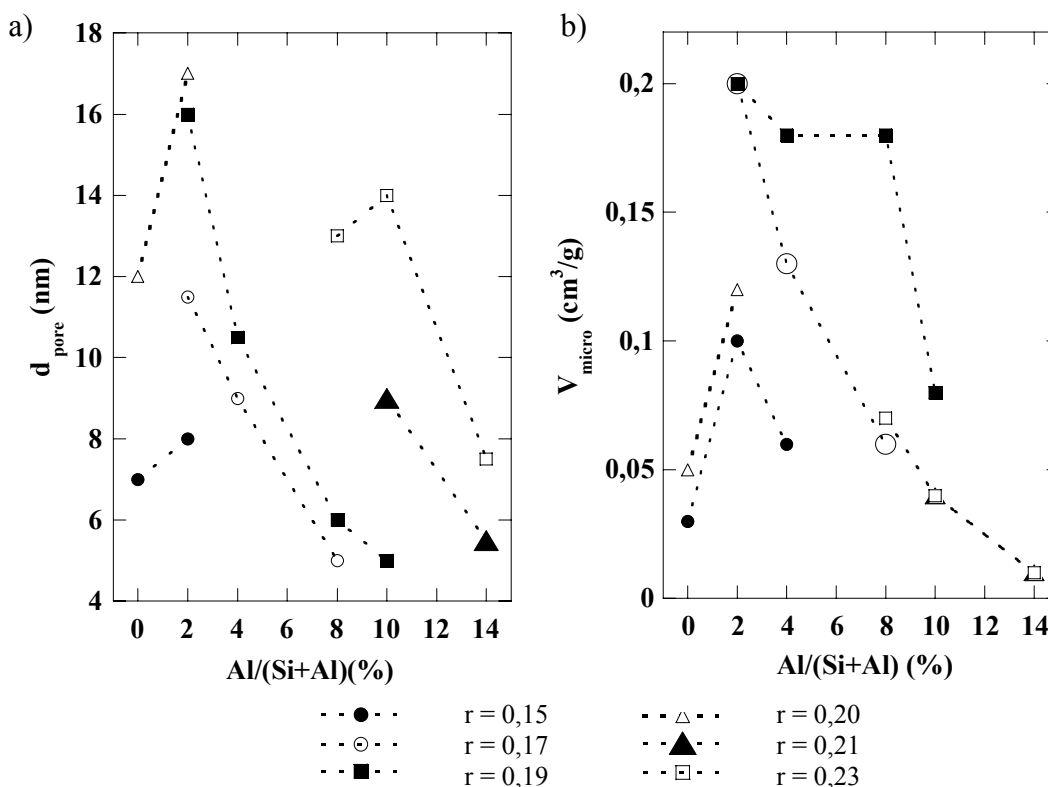 a)
18
16
14
12
10
8
6
4
d pore (nm)
0 2 4 6 8 10 12 14
Al/(Si+Al)(%)
b)
0,2
0,15
0,1
0,05
0
V micro (cm³/g)
0 2 4 6 8 10 12 14
Al/(Si+Al) (%)
r = 0,15
r = 0,17
r = 0,19
r = 0,20
r = 0,21
r = 0,23